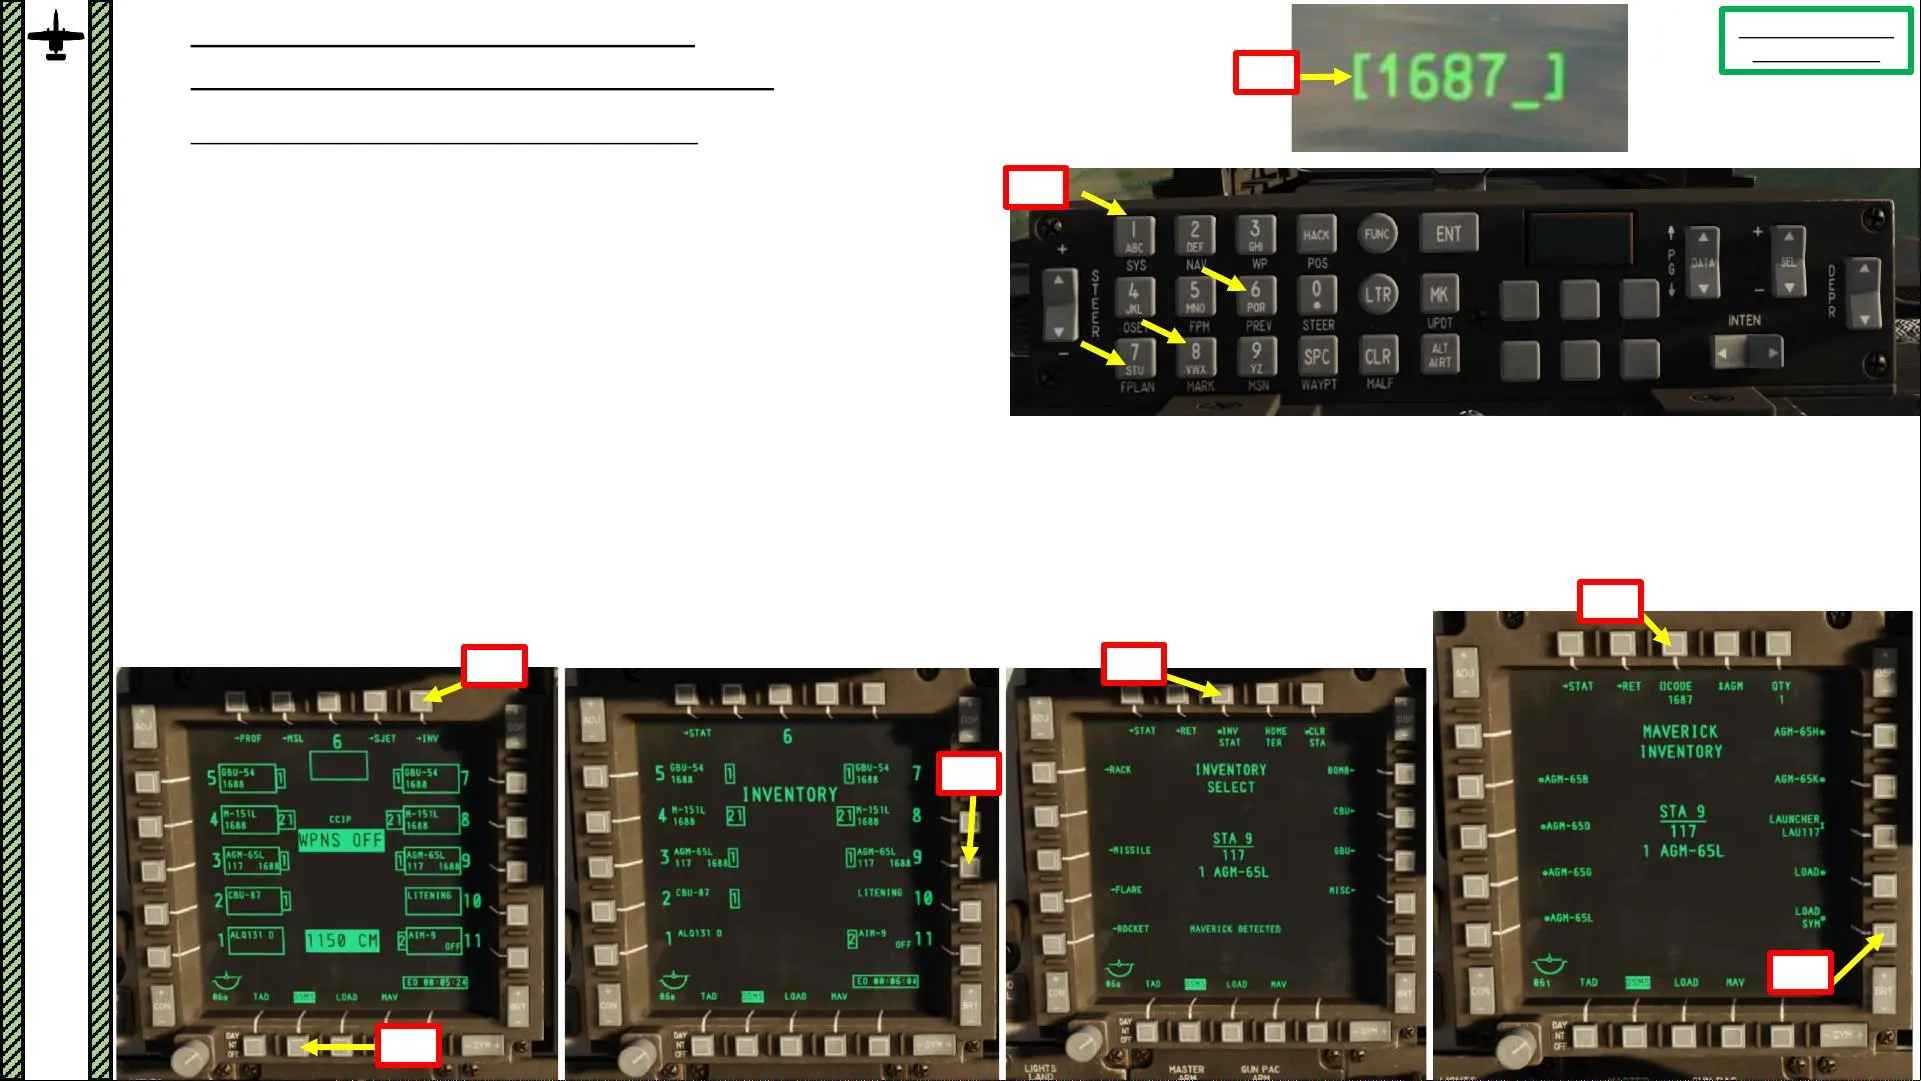 [1687_]
1 ABC
2 DEF
3 GHI
HACK
FUNC
ENT
SYS
NAV
WP
POS
+
STEER
−
4 JKL
5 MNO
6 PQR
0
LTR
MK
OSET
FPM
PREV
STEER
UPDT
7 STU
8 VWX
9 YZ
SPC
CLR
ALT ALRT
FPLAN
MARK
MSN
WAYPT
MALF
PG
DATA
+
SEL
−
DEPR
INTEN
ADJ
→PROF →MSL 6 →SJET →INV
DSP
5 GBU-54 1
1688
1 GBU-54 7
1688
4 M-151L 21
1688
CCIP
21 M-151L 8
1688
WPNS OFF
3 AGM-65L 1
117 1688
1 AGM-65L 9
117 1688
2 CBU-87 1
LITENING 10
1 ALQ131 D
1150 CM
2 AIM-9 11
OFF
EO 00:05:24
TAD DSMS LOAD MAV
CON
BRT
DAY
NT
OFF
- SYM +
ADJ
→STAT 6
DSP
5 GBU-54 1
1688
1 GBU-54 7
1688
INVENTORY
4 M-151L 21
1688
21 M-151L 8
1688
3 AGM-65L 1
117 1688
1 AGM-65L 9
117 1688
2 CBU-87 1
LITENING 10
1 ALQ131 D
2 AIM-9 OFF 11
EO 00:06:04
TAD DSMS LOAD MAV
CON
BRT
DAY
NT
OFF
- SYM +
ADJ
→STAT →RET INV STAT HOME TER CLR STA
DSP
→RACK
INVENTORY
SELECT
BOMB
CBU
STA 9
117
1 AGM-65L
→MISSILE
GBU
→FLARE
MISC
→ROCKET
MAVERICK DETECTED
TAD DSMS LOAD MAV
CON
BRT
DAY
NT
OFF
- SYM +
LIGHTS
LAND
MASTER
ARM
GUN PAC
ARM
ADJ
→STAT →RET []CODE 1687 AGM QTY 1
DSP
MAVERICK
INVENTORY
AGM-65H
AGM-65B
AGM-65K
STA 9
117
1 AGM-65L
AGM-65D
LAUNCHER
LAU117
AGM-65G
LOAD
AGM-65L
LOAD
SYM
TAD DSMS LOAD MAV
CON
BRT
DAY
NT
OFF
- SYM +